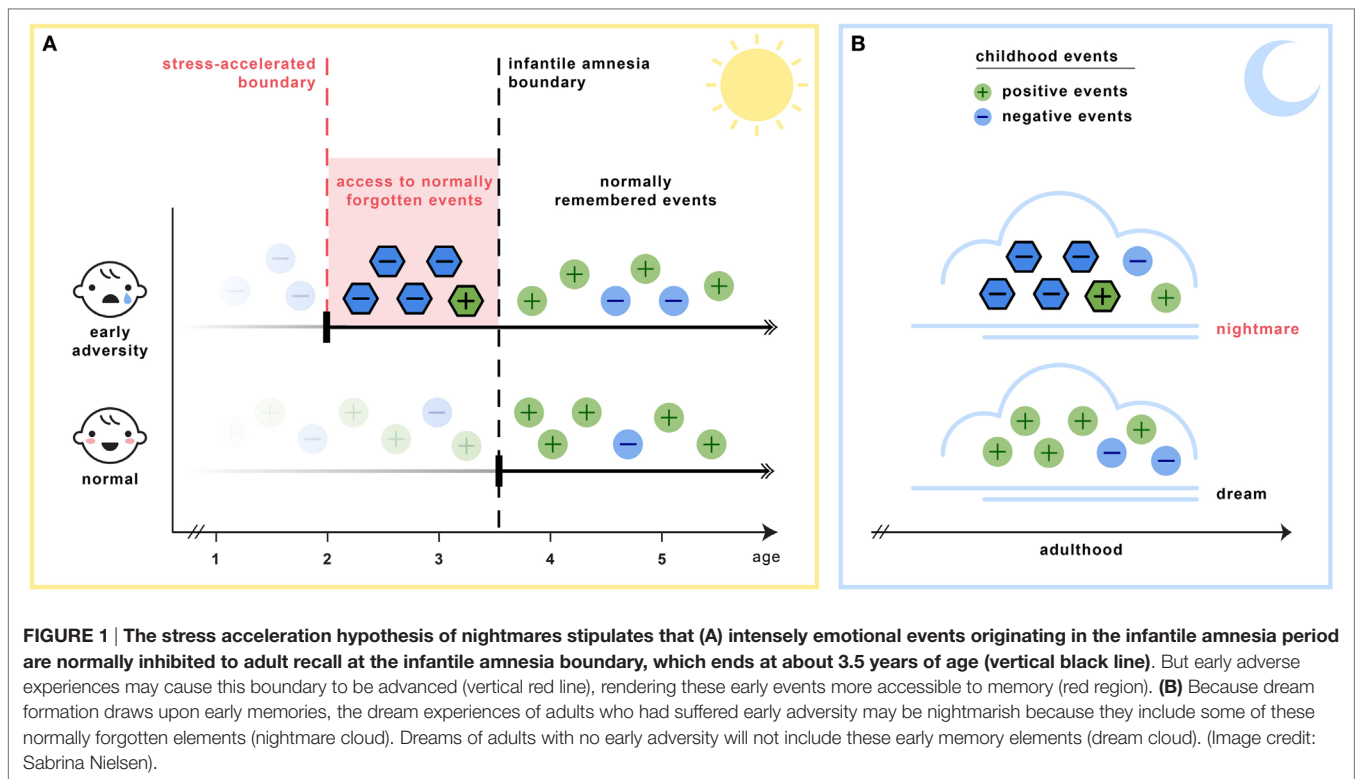 A
stress-accelerated
boundary
infantile amnesia
boundary
access to normally
forgotten events
normally
remembered events
early
adversity
normal
1
2
3
4
5
age
B
childhood events
positive events
negative events
nightmare
dream
adulthood
FIGURE 1 | The stress acceleration hypothesis of nightmares stipulates that (A) intensely emotional events originating in the infantile amnesia period
are normally inhibited to adult recall at the infantile amnesia boundary, which ends at about 3.5 years of age (vertical black line). But early adverse
experiences may cause this boundary to be advanced (vertical red line), rendering these early events more accessible to memory (red region). (B) Because dream
formation draws upon early memories, the dream experiences of adults who had suffered early adversity may be nightmarish because they include some of these
normally forgotten elements (nightmare cloud). Dreams of adults with no early adversity will not include these early memory elements (dream cloud). (Image credit:
Sabrina Nielsen).